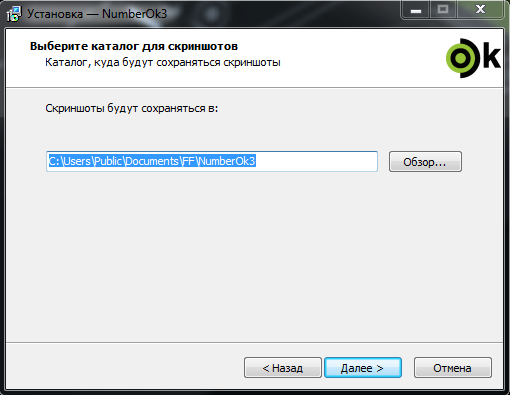 Установка — NumberOk3
Выберите каталог для скриншотов
Каталог, куда будут сохраняться скриншоты
Ok
Скриншоты будут сохраняться в:
C:\Users\Public\Documents\FF\NumberOk3
Обзор...
< Назад
Далее >
Отмена